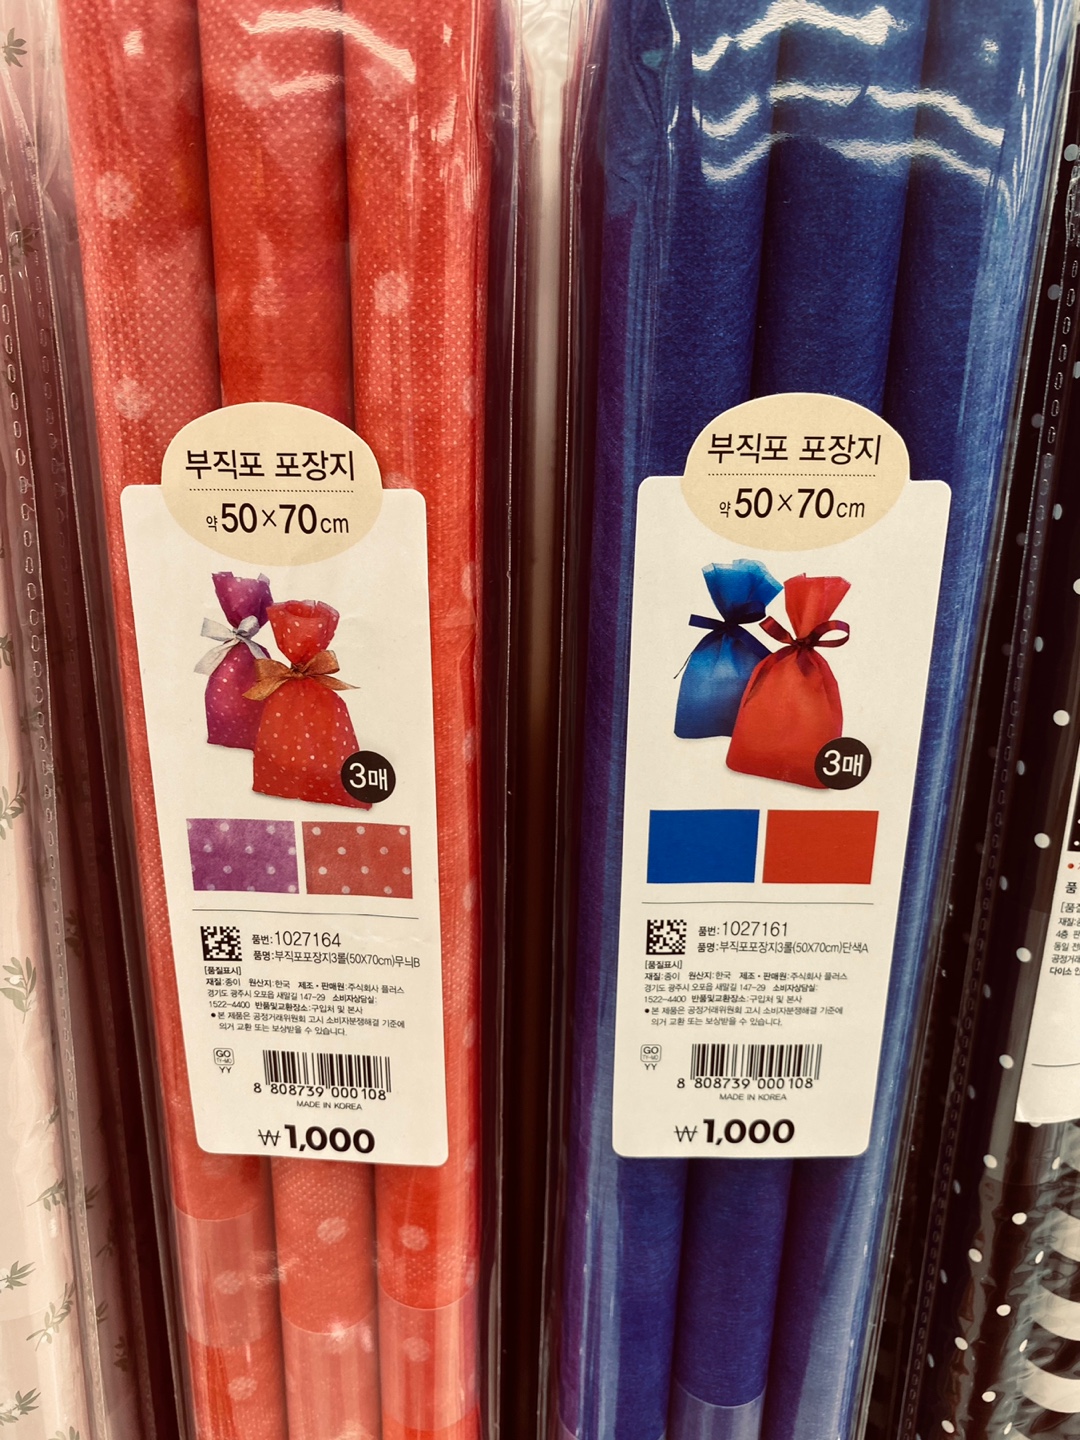 부직포 포장지
약 50×70cm
3매
품번:1027164
품명:부직포포장지3롤(50X70cm)무늬B
[품질표시]
재질:종이 원산지:한국 제조·판매원:주식회사 플러스
경기도 광주시 오포읍 새말길 147-29 소비자상담실:
1522-4400 반품및교환장소:구입처 및 본사
●본 제품은 공정거래위원회 고시 소비자분쟁해결 기준에
의거 교환 또는 보상받을 수 있습니다.
GO
YY
8 808739 000108
MADE IN KOREA
₩1,000
부직포 포장지
약 50×70cm
3매
품번:1027161
품명:부직포포장지3롤(50X70cm)단색A
[품질표시]
재질:종이 원산지:한국 제조·판매원:주식회사 플러스
경기도 광주시 오포읍 새말길 147-29 소비자상담실:
1522-4400 반품및교환장소:구입처 및 본사
●본 제품은 공정거래위원회 고시 소비자분쟁해결 기준에
의거 교환 또는 보상받을 수 있습니다.
GO
YY
8 808739 000108
MADE IN KOREA
₩1,000